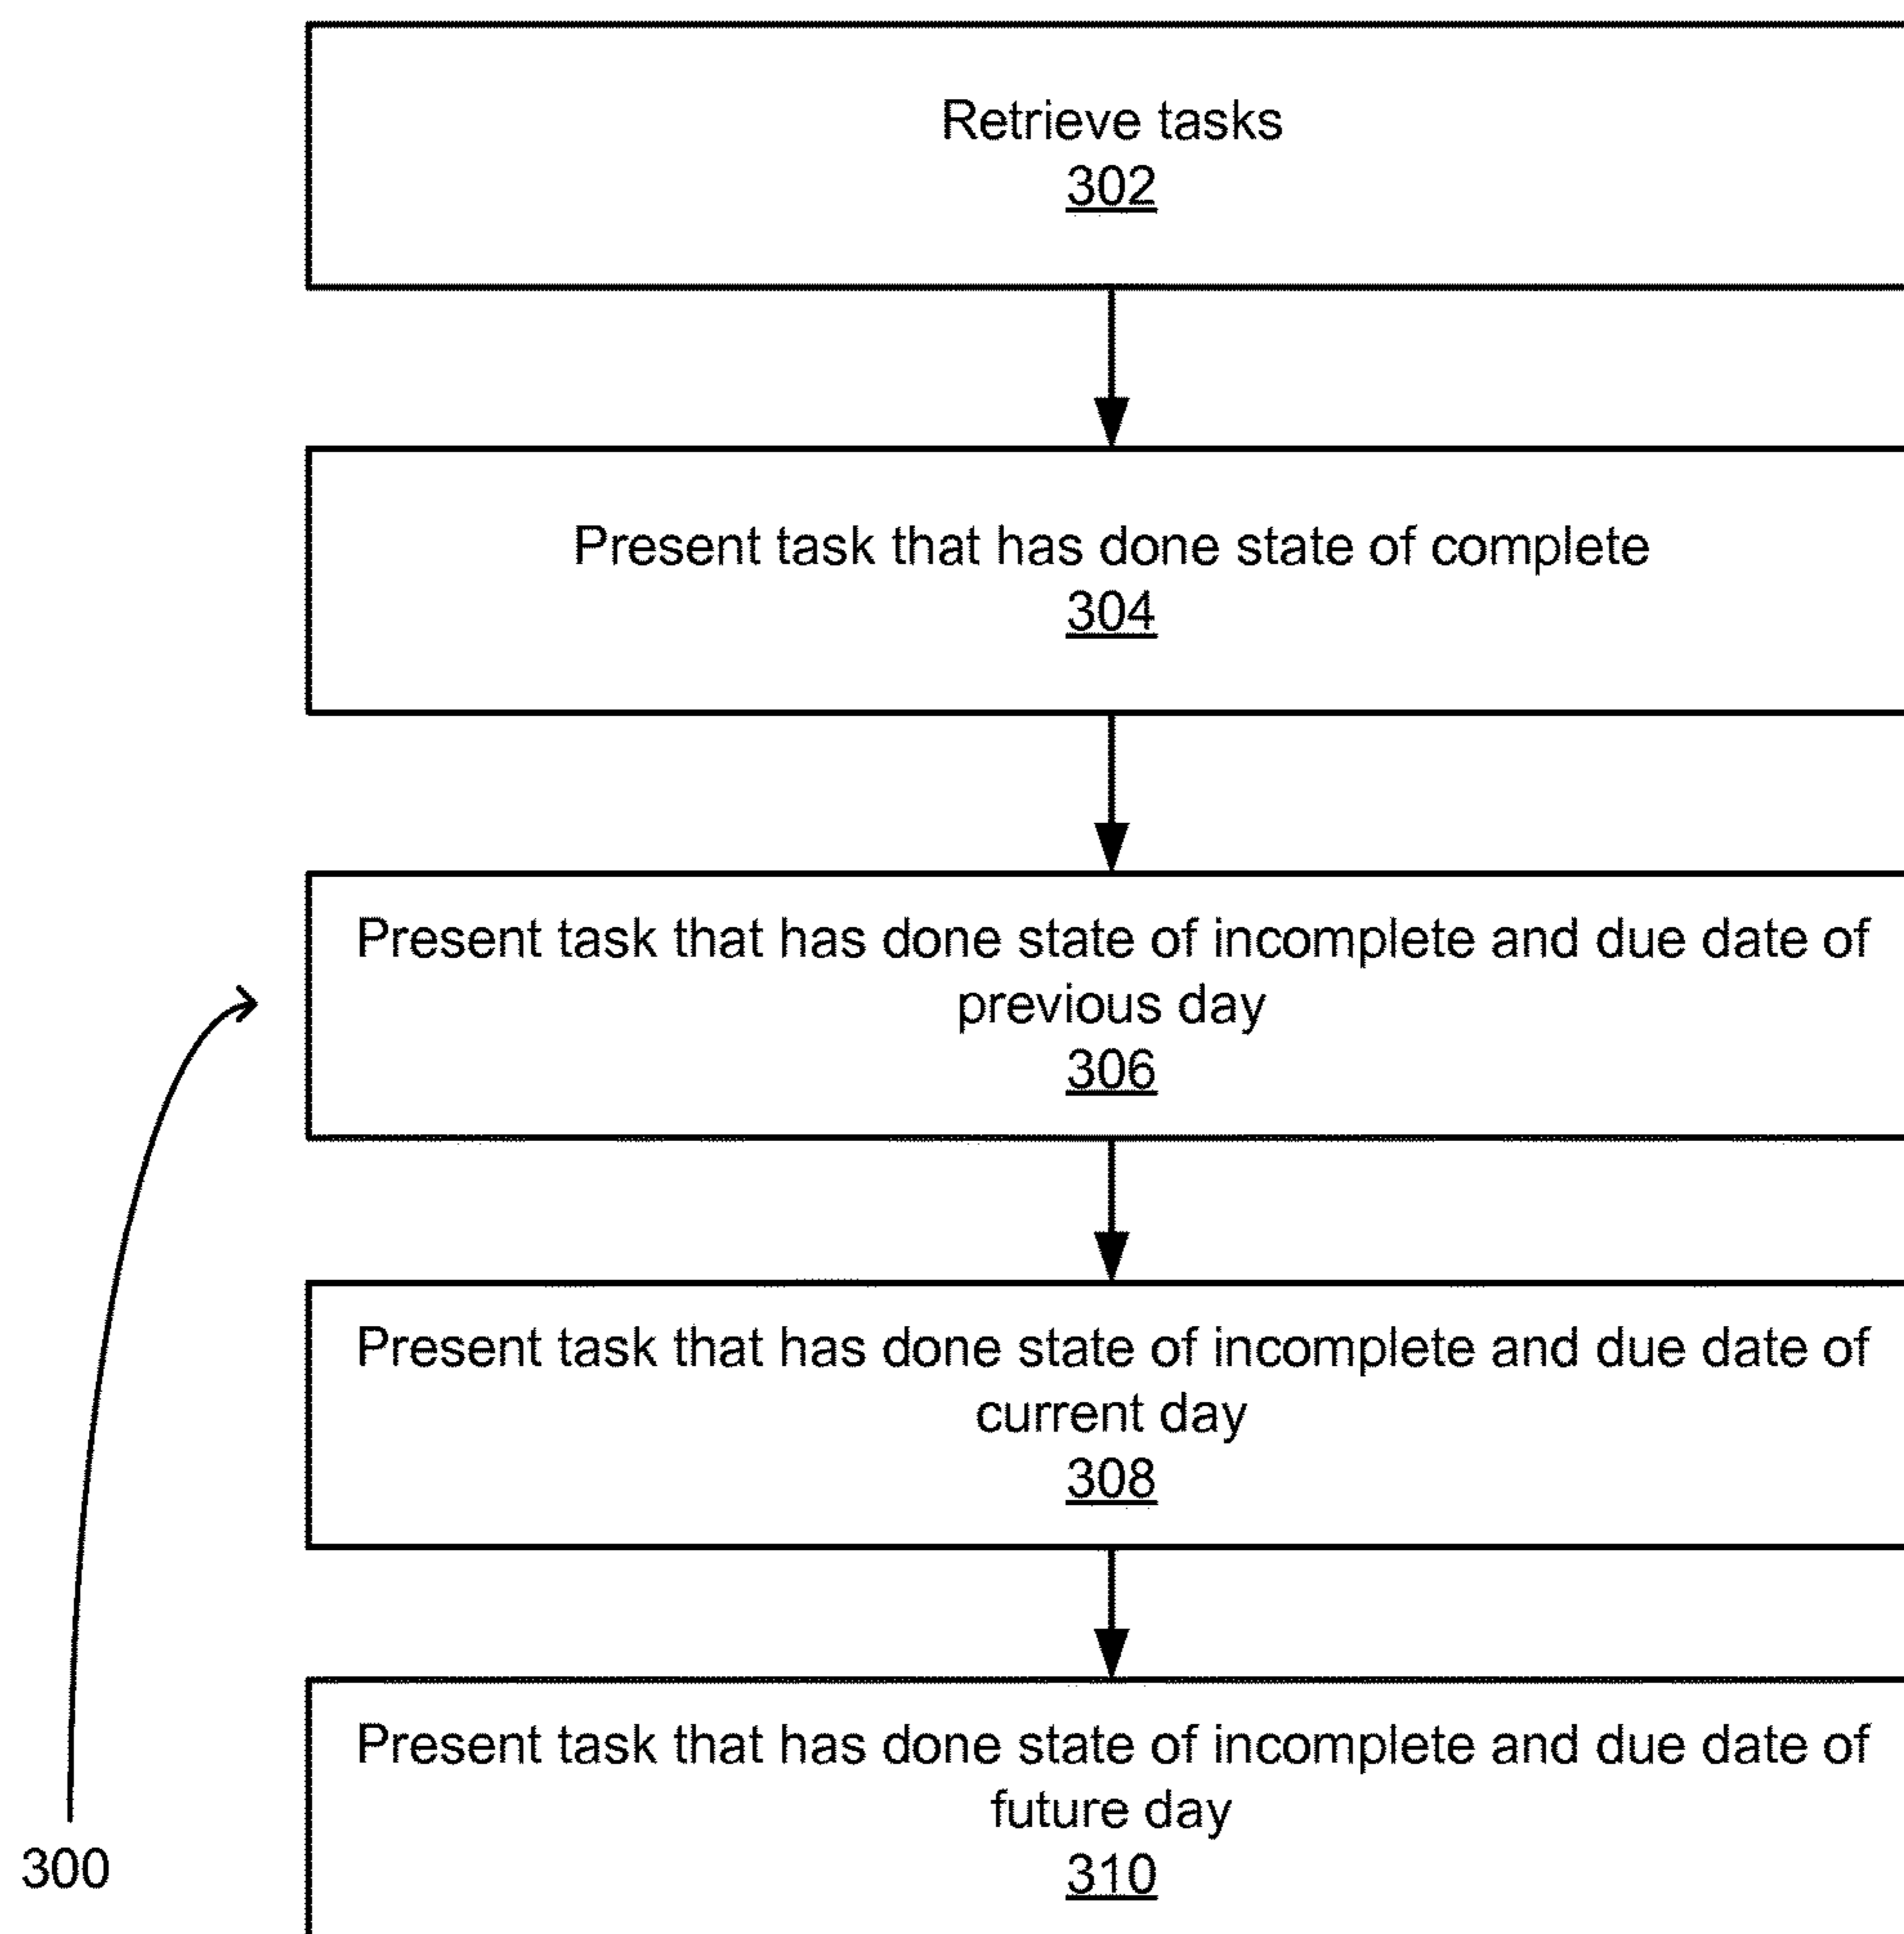 Retrieve tasks
302
Present task that has done state of complete
304
Present task that has done state of incomplete and due date of
previous day
306
Present task that has done state of incomplete and due date of
current day
308
Present task that has done state of incomplete and due date of
future day
310
300